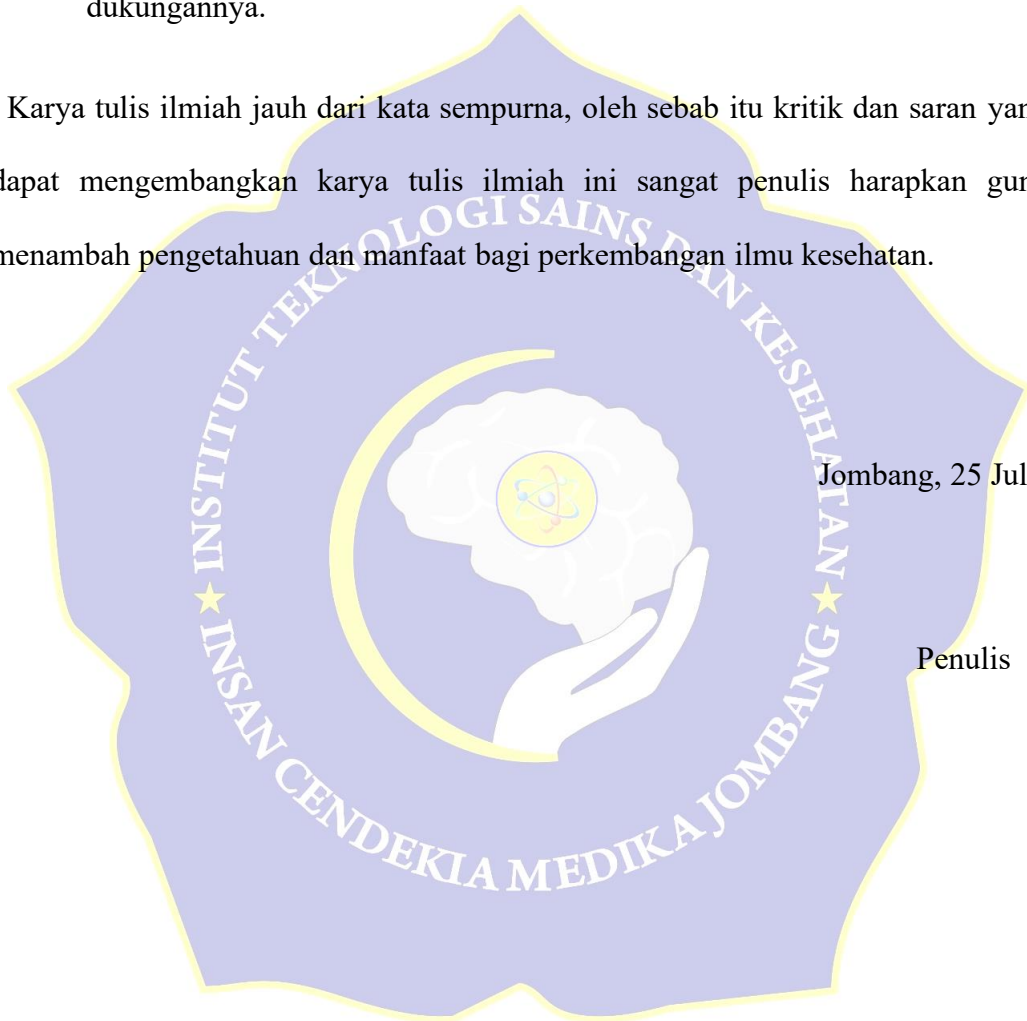 dukungannya.
Karya tulis ilmiah jauh dari kata sempurna, oleh sebab itu kritik dan saran yan
dapat mengembangkan karya tulis ilmiah ini sangat penulis harapkan gun
menambah pengetahuan dan manfaat bagi perkembangan ilmu kesehatan.
INSTITUT TEKNOLOGI SAINS DAN KESEHATAN
Jombang, 25 Jul
Penulis
INSAN CENDEKIA MEDIKA JOMBANG